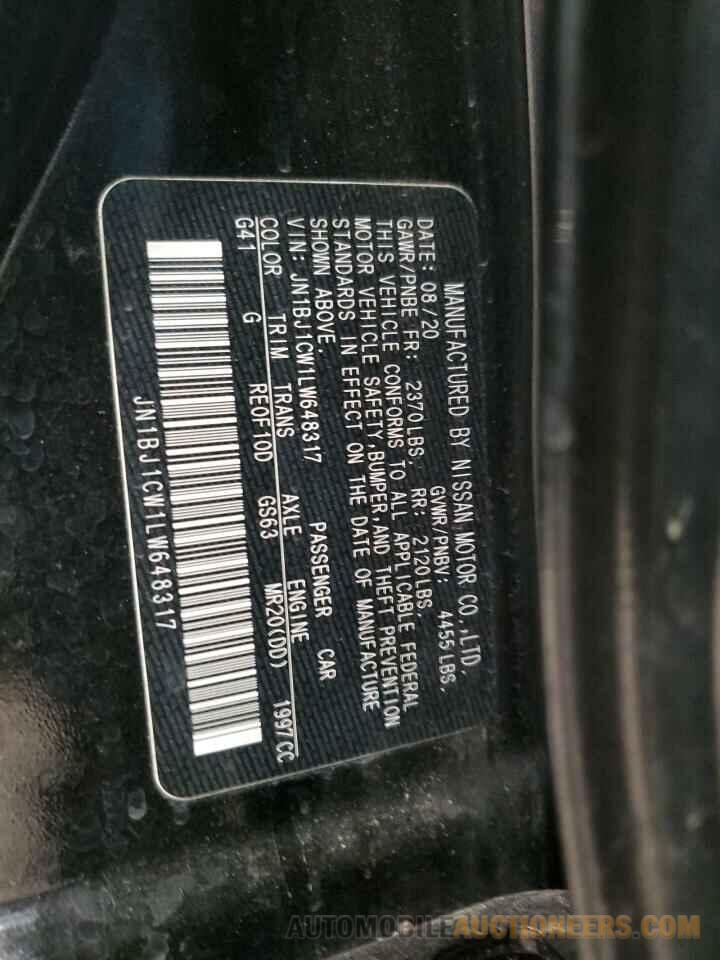 MANUFACTURED BY NISSAN MOTOR CO.,LTD.
DATE: 08/20 GVWR/PNBV: 4455LBS.
GAWR/PNBE FR: 2370LBS. RR: 2120LBS.
THIS VEHICLE CONFORMS TO ALL APPLICABLE FEDERAL
MOTOR VEHICLE SAFETY,BUMPER,AND THEFT PREVENTION
STANDARDS IN EFFECT ON THE DATE OF MANUFACTURE
SHOWN ABOVE.
VIN: JN1BJ1CW1LW648317 PASSENGER CAR
COLOR TRIM TRANS AXLE ENGINE
G41 G REOF10D GS63 MR20(DD) 1997CC
JN1BJ1CW1LW648317
AUTOMOBILEAUCTIONEERS.COM